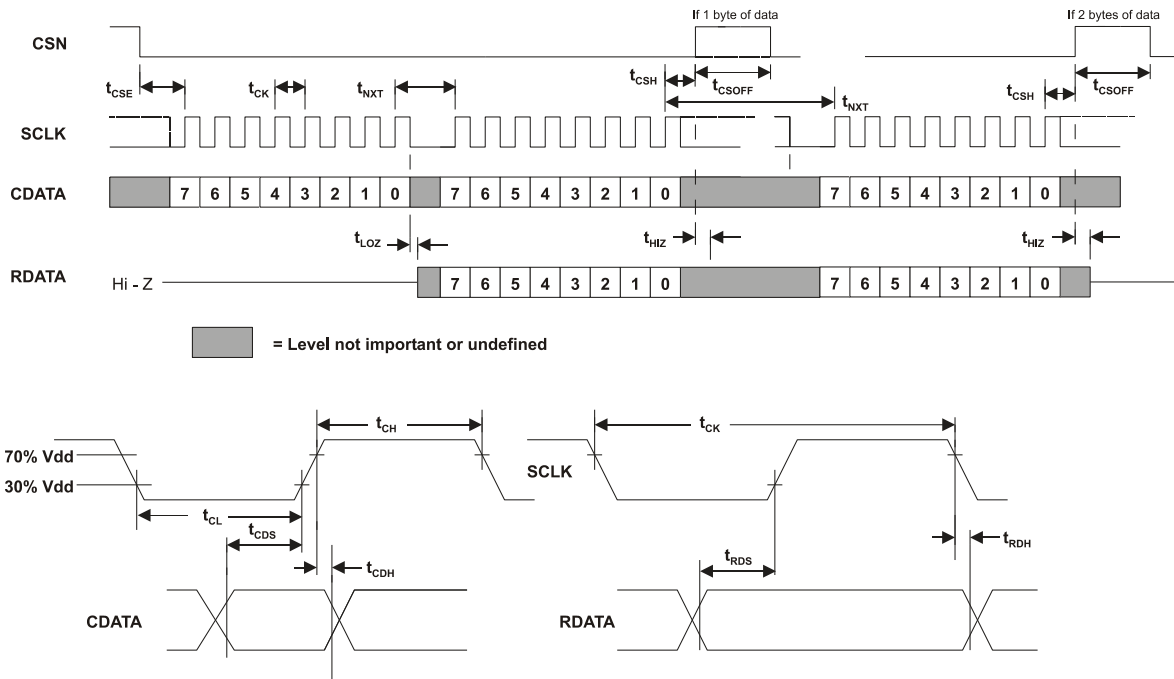 If 1 byte of data
If 2 bytes of data
CSN
tCSE
tCK
tNXT
tCSH
tCSOFF
tNXT
tCSH
tCSOFF
SCLK
CDATA
7 6 5 4 3 2 1 0
7 6 5 4 3 2 1 0
7 6 5 4 3 2 1 0
tLOZ
tHIZ
tHIZ
RDATA
Hi - Z
7 6 5 4 3 2 1 0
7 6 5 4 3 2 1 0
= Level not important or undefined
tCH
tCK
70% Vdd
30% Vdd
SCLK
tCL
tCDS
tCDH
tRDS
tRDH
CDATA
RDATA